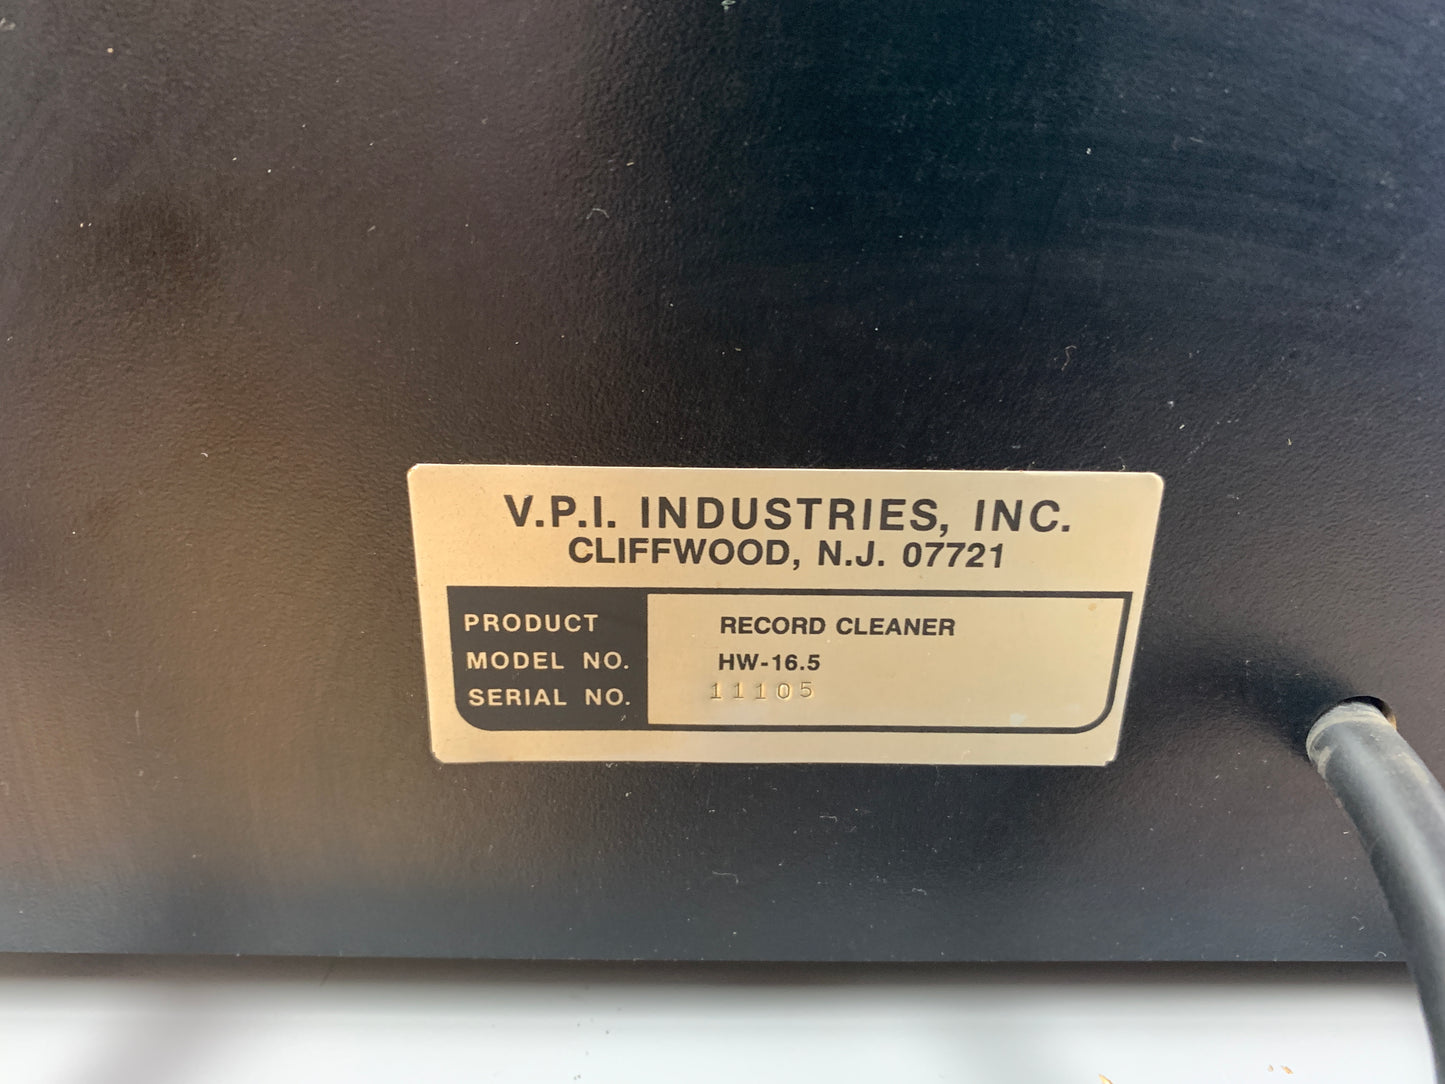 V.P.I. INDUSTRIES, INC.
CLIFFWOOD, N.J. 07721
PRODUCT RECORD CLEANER
MODEL NO. HW-16.5
SERIAL NO. 11105